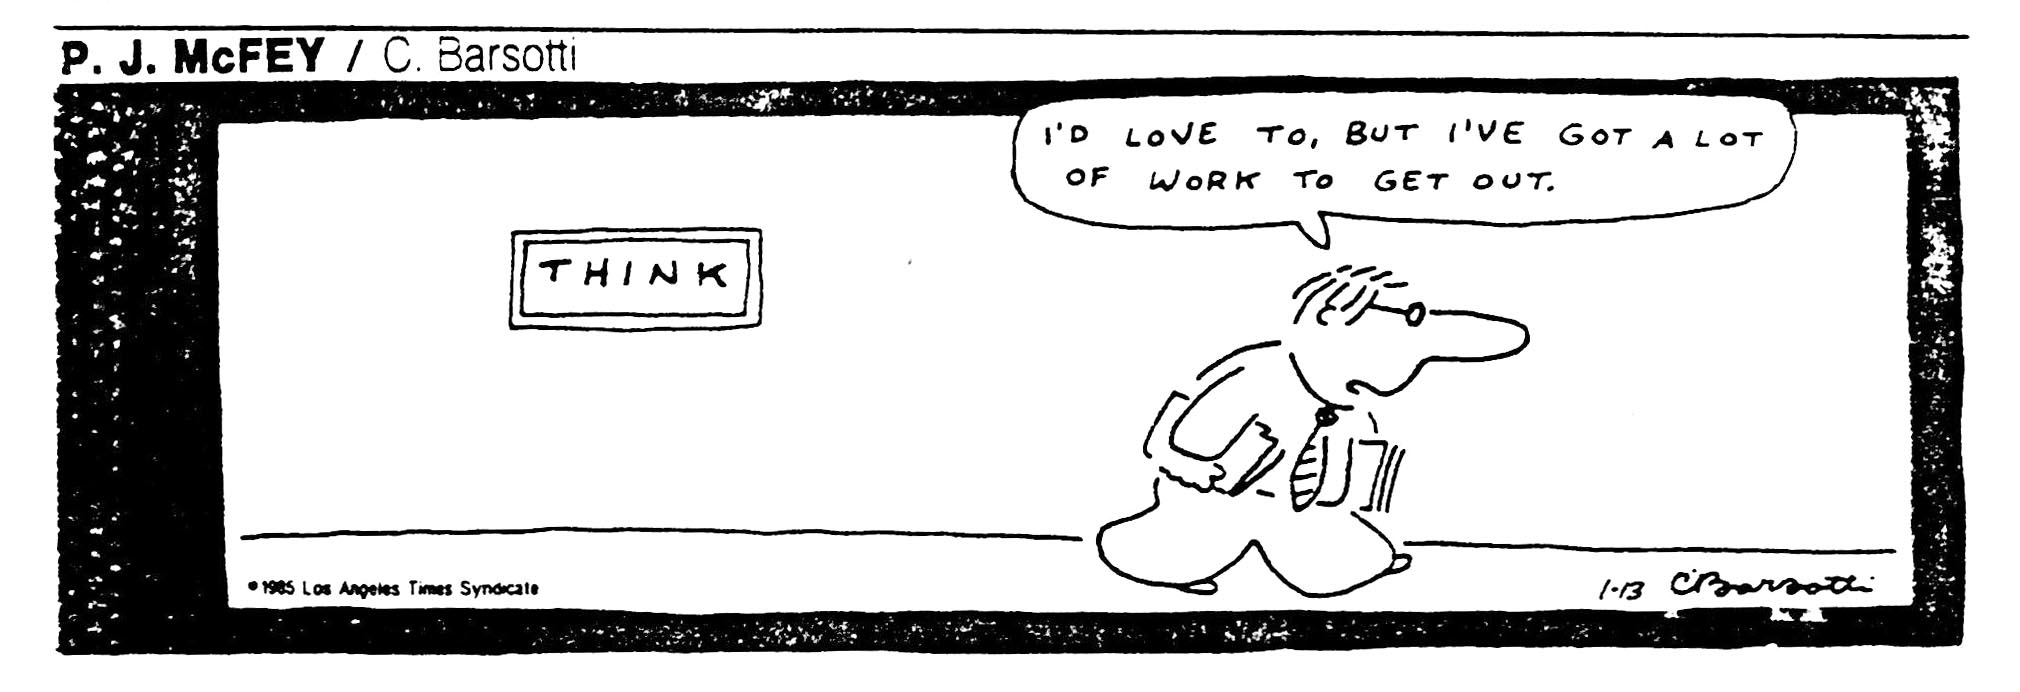 P. J. McFEY / C. Barsotti
I'D LOVE TO, BUT I'VE GOT A LOT
OF WORK TO GET OUT.
THINK
©1985 Los Angeles Times Syndicate
1-13 C Barsotti